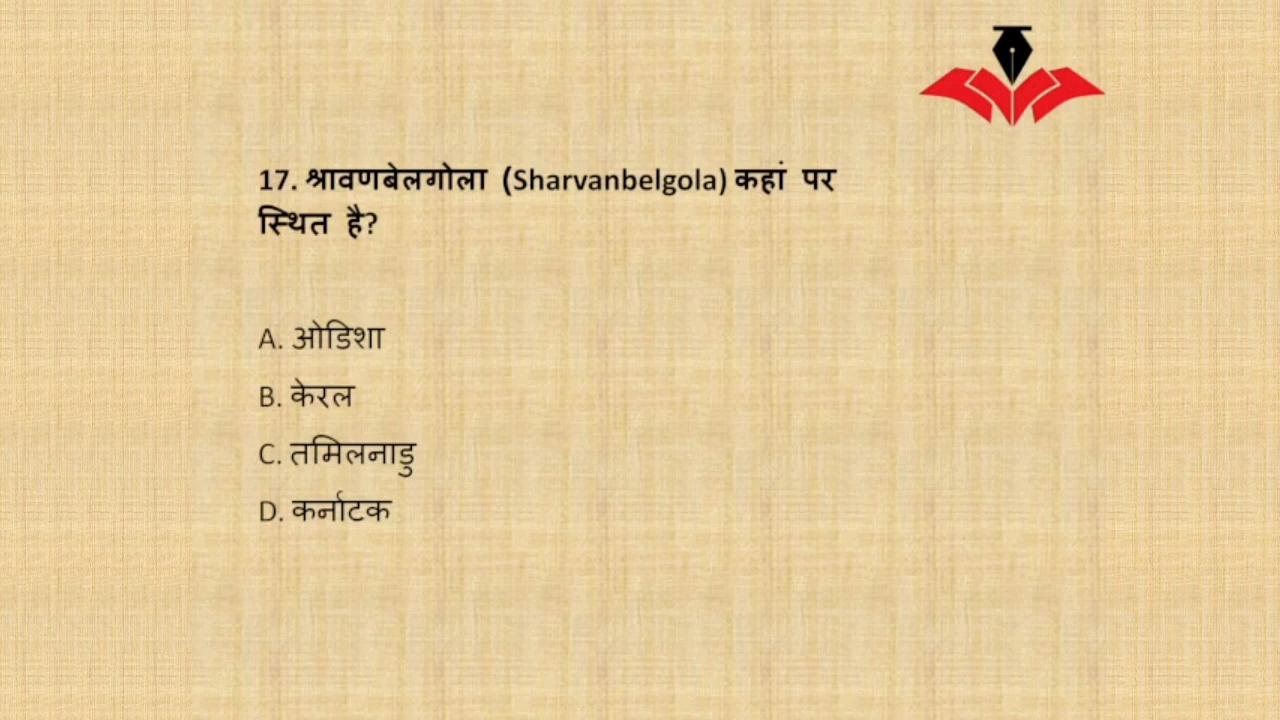 17. श्रावणबेलगोला (Sharvanbelgola) कहां पर
स्थित है?
A. ओडिशा
B. केरल
C. तमिलनाडु
D. कर्नाटक